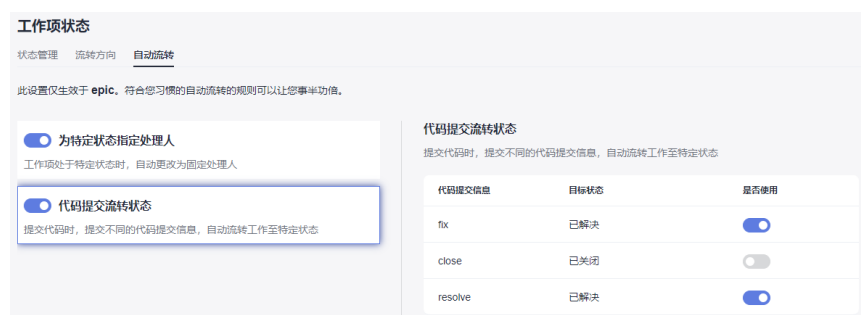 工作项状态
状态管理 流转方向 自动流转
此设置仅生效于 epic。符合您习惯的自动流转的规则可以让您事半功倍。
为特定状态指定处理人
工作项处于特定状态时，自动更改为固定处理人
代码提交流转状态
提交代码时，提交不同的代码提交信息，自动流转工作至特定状态
代码提交流转状态
提交代码时，提交不同的代码提交信息，自动流转工作至特定状态
代码提交信息 目标状态 是否使用
fix 已解决
close 已关闭
resolve 已解决